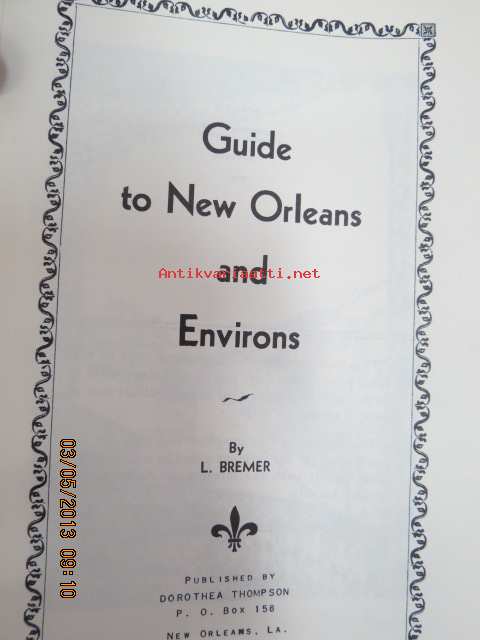 Guide
to New Orleans
and
Antikvariaatti.net
Environs
By
L. BREMER
PUBLISHED BY
DOROTHEA THOMPSON
P. O. BOX 156
NEW ORLEANS, LA.
03/05/2013 09:10